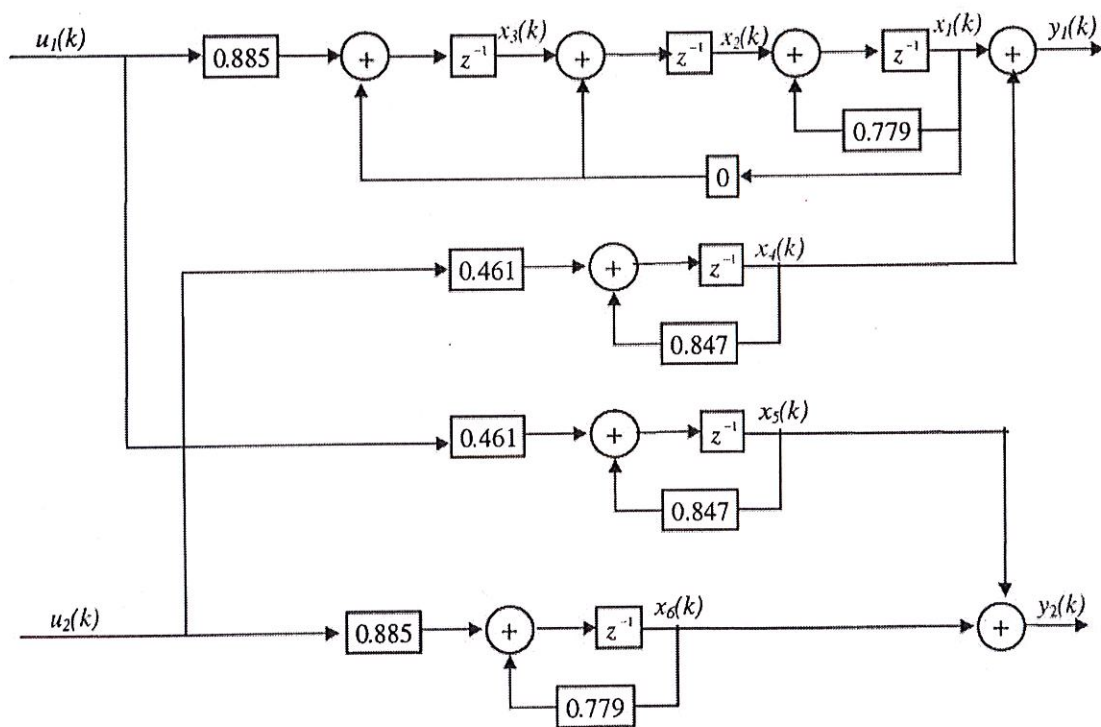 u₁(k) 0.885 + z⁻¹ x₃(k) + z⁻¹ x₂(k) + z⁻¹ x₁(k) + y₁(k)
0.779
0
0.461 + z⁻¹ x₄(k)
0.847
0.461 + z⁻¹ x₅(k)
0.847
u₂(k) 0.885 + z⁻¹ x₆(k) + y₂(k)
0.779